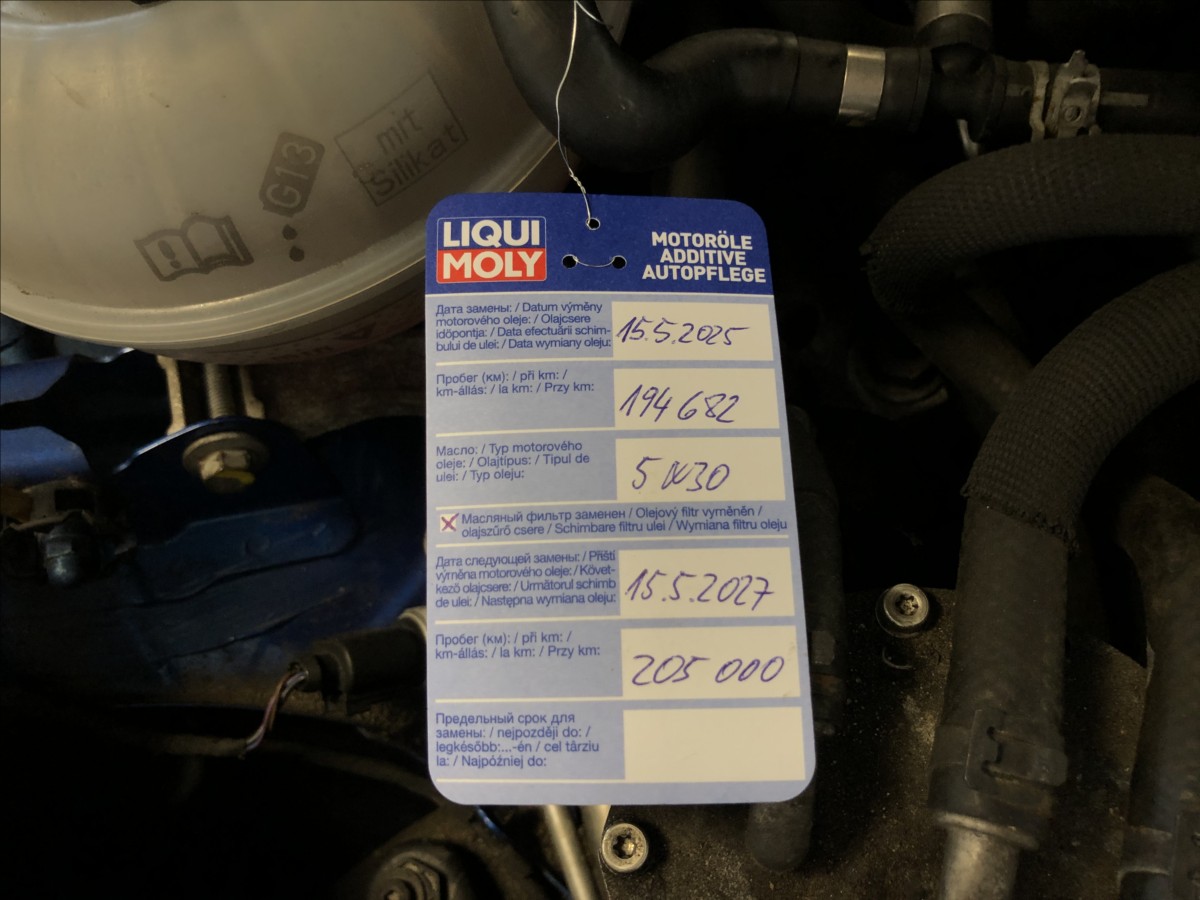 mit
Silikat
G13
LIQUI
MOLY
MOTORÖLE
ADDITIVE
AUTOPFLEGE
Дата замены: / Datum výměny
motorového oleje: / Olajcsere
időpontja: / Data efectuării schim-
bului de ulei: / Data wymiany oleju:
15.5.2025
Пробег (км): / při km: /
km-állás: / la km: / Przy km:
194 682
Масло: / Typ motorového
oleje: / Olajtípus: / Tipul de
ulei: / Typ oleju:
5W30
Масляный фильтр заменен / Olejový filtr vyměněn /
olajszűrő csere / Schimbare filtru ulei / Wymiana filtru oleju
Дата следующей замены: / Příští
výměna motorového oleje: / Követ-
kező olajcsere: / Următorul schimb
de ulei: / Następna wymiana oleju:
15.5.2027
Пробег (км): / při km: /
km-állás: / la km: / Przy km:
205 000
Предельный срок для
замены: / nejpozději do: /
legkésőbb:...-én / cel târziu
la: / Najpóźniej do: